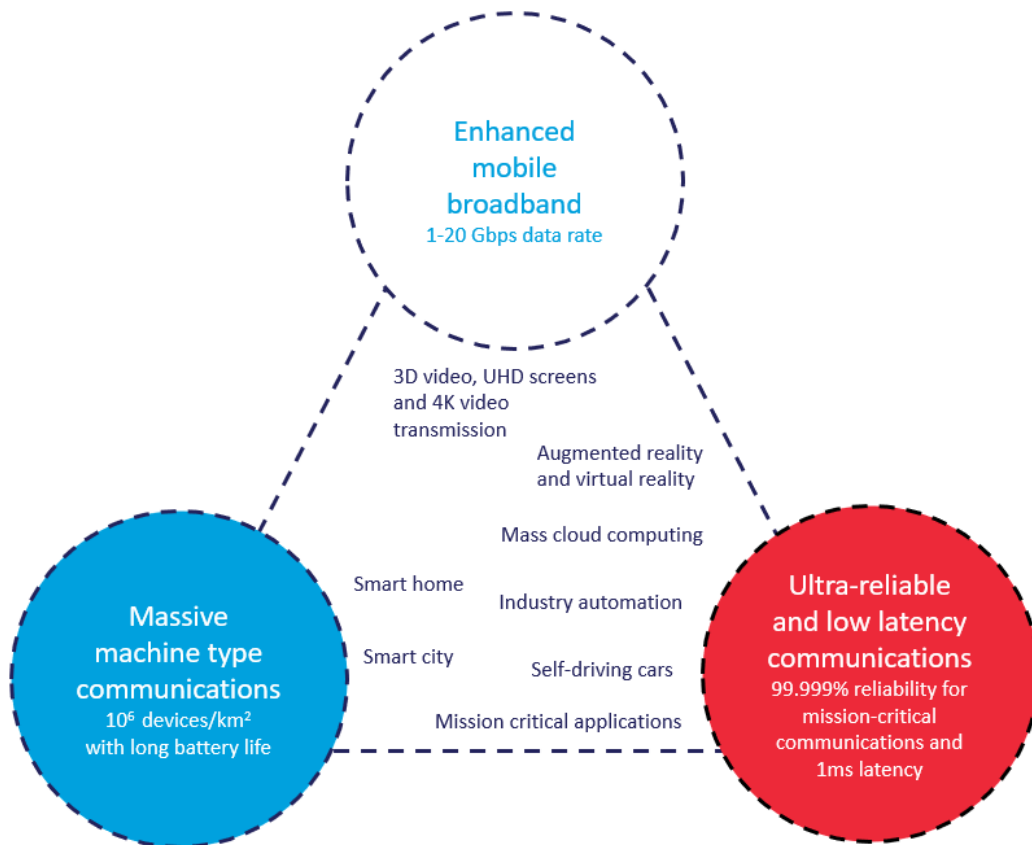 Enhanced
mobile
broadband
1-20 Gbps data rate
3D video, UHD screens
and 4K video
transmission
Augmented reality
and virtual reality
Mass cloud computing
Smart home
Industry automation
Smart city
Self-driving cars
Mission critical applications
Massive
machine type
communications
10⁶ devices/km²
with long battery life
Ultra-reliable
and low latency
communications
99.999% reliability for
mission-critical
communications and
1ms latency